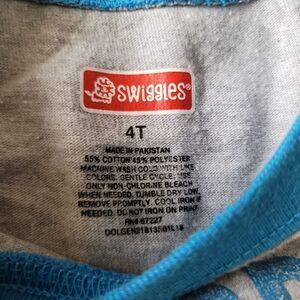 SWIGGLES®
4T
MADE IN PAKISTAN
55% COTTON 45% POLYESTER
MACHINE WASH COLD WITH LIKE
COLORS. GENTLE CYCLE. USE
ONLY NON-CHLORINE BLEACH
WHEN NEEDED. TUMBLE DRY LOW.
REMOVE PROMPTLY. COOL IRON IF
NEEDED. DO NOT IRON ON PRINT
RN# 67227